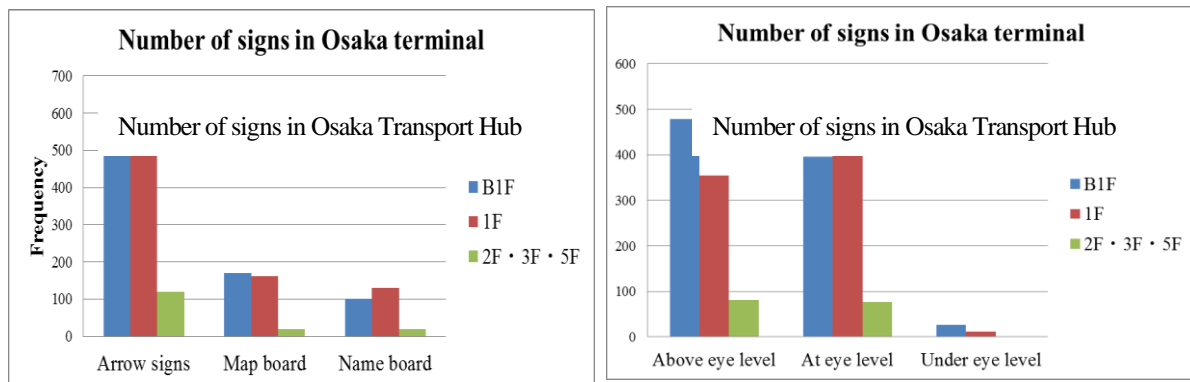 Number of signs in Osaka terminal
Number of signs in Osaka Transport Hub
Frequency
700
600
500
400
300
200
100
0
Arrow signs Map board Name board
B1F
1F
2F・3F・5F
Number of signs in Osaka terminal
Number of signs in Osaka Transport Hub
600
500
400
300
200
100
0
Above eye level At eye level Under eye level
B1F
1F
2F・3F・5F